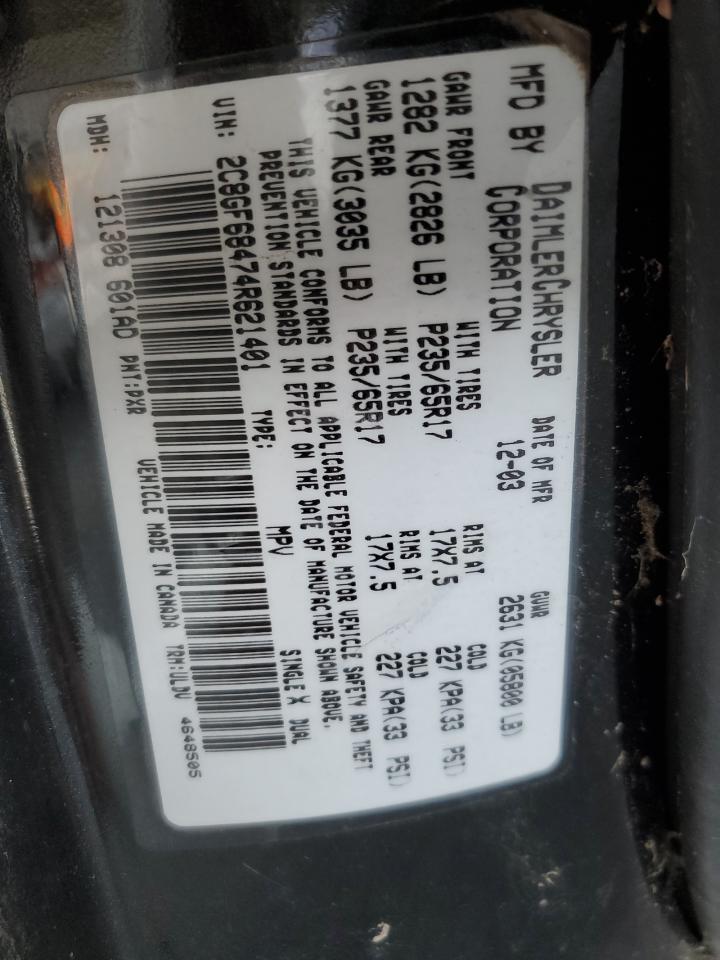 MFD BY DAIMLERCHRYSLER CORPORATION
DATE OF MFR 12-03
GVWR 2631 KG(05800 LB)
GAWR FRONT WITH TIRES RIMS AT COLD
1282 KG(2826 LB) P235/65R17 17X7.5 227 KPA(33 PSI)
GAWR REAR WITH TIRES RIMS AT COLD
1377 KG(3035 LB) P235/65R17 17X7.5 227 KPA(33 PSI)
THIS VEHICLE CONFORMS TO ALL APPLICABLE FEDERAL MOTOR VEHICLE SAFETY AND THEFT
PREVENTION STANDARDS IN EFFECT ON THE DATE OF MANUFACTURE SHOWN ABOVE.
VIN: 2C8GF68474R621401 TYPE: MPV SINGLE X DUAL
MDH: 121308 601AD PNT:PXR VEHICLE MADE IN CANADA TRM:ULDV 4648505